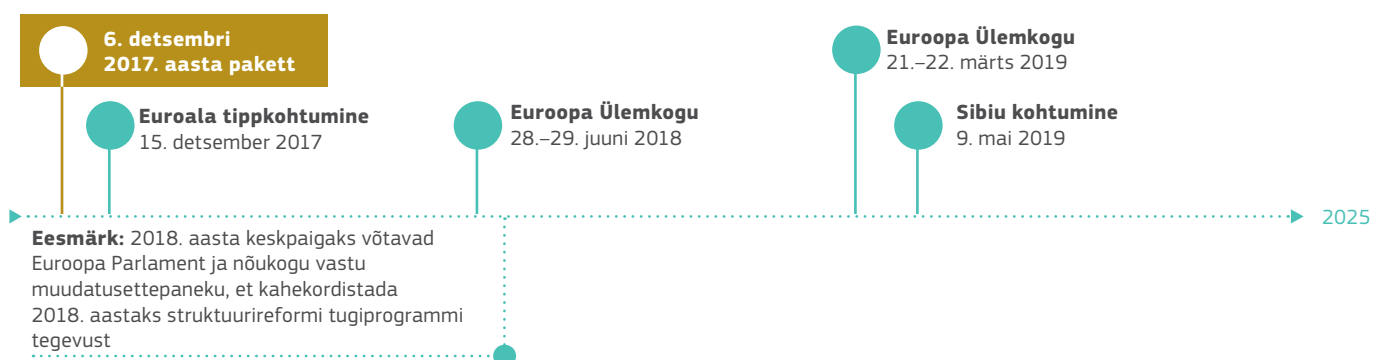 6. detsembri
2017. aasta pakett
Euroala tippkohtumine
15. detsember 2017
Euroopa Ülemkogu
28.–29. juuni 2018
Euroopa Ülemkogu
21.–22. märts 2019
Sibiu kohtumine
9. mai 2019
2025
Eesmärk: 2018. aasta keskpaigaks võtavad
Euroopa Parlament ja nõukogu vastu
muudatusettepaneku, et kahekordistada
2018. aastaks struktuurireformi tugiprogrammi
tegevust